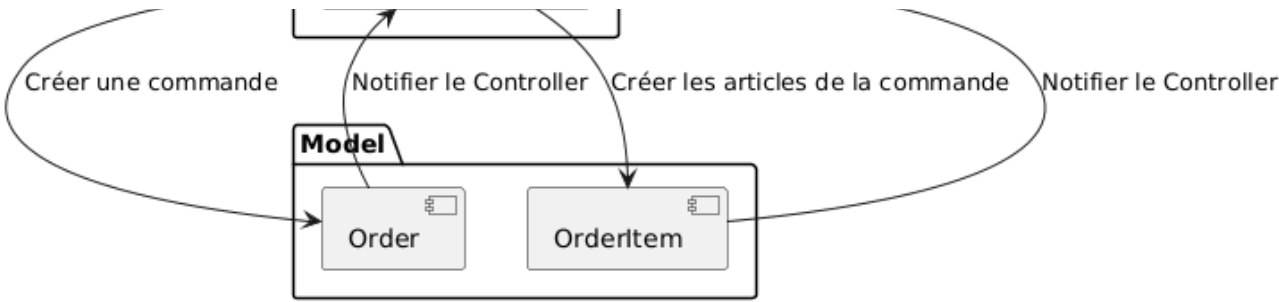 Créer une commande
Notifier le Controller
Créer les articles de la commande
Notifier le Controller
Model
Order
OrderItem